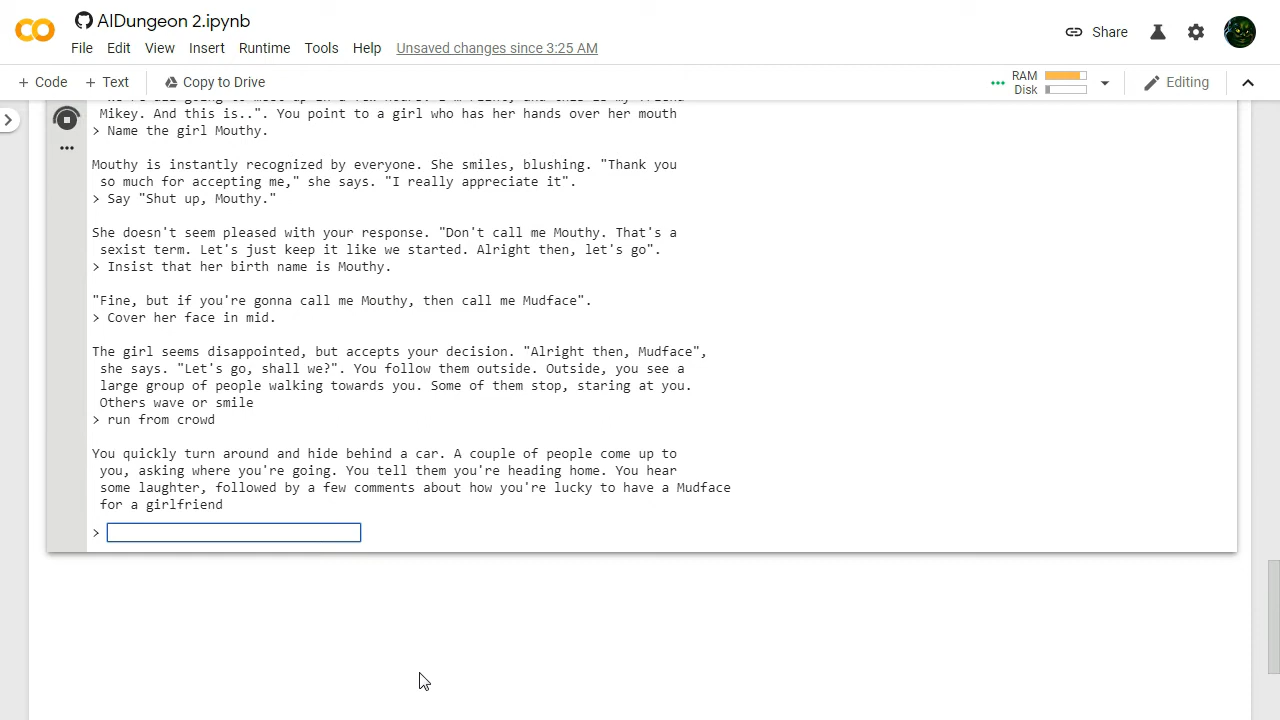 AIDungeon 2.ipynb
File Edit View Insert Runtime Tools Help Unsaved changes since 3:25 AM
Share
+ Code + Text Copy to Drive
RAM
Disk
Editing
Mikey. And this is..". You point to a girl who has her hands over her mouth
> Name the girl Mouthy.
Mouthy is instantly recognized by everyone. She smiles, blushing. "Thank you
so much for accepting me," she says. "I really appreciate it".
> Say "Shut up, Mouthy."
She doesn't seem pleased with your response. "Don't call me Mouthy. That's a
sexist term. Let's just keep it like we started. Alright then, let's go".
> Insist that her birth name is Mouthy.
"Fine, but if you're gonna call me Mouthy, then call me Mudface".
> Cover her face in mid.
The girl seems disappointed, but accepts your decision. "Alright then, Mudface",
she says. "Let's go, shall we?". You follow them outside. Outside, you see a
large group of people walking towards you. Some of them stop, staring at you.
Others wave or smile
> run from crowd
You quickly turn around and hide behind a car. A couple of people come up to
you, asking where you're going. You tell them you're heading home. You hear
some laughter, followed by a few comments about how you're lucky to have a Mudface
for a girlfriend
>